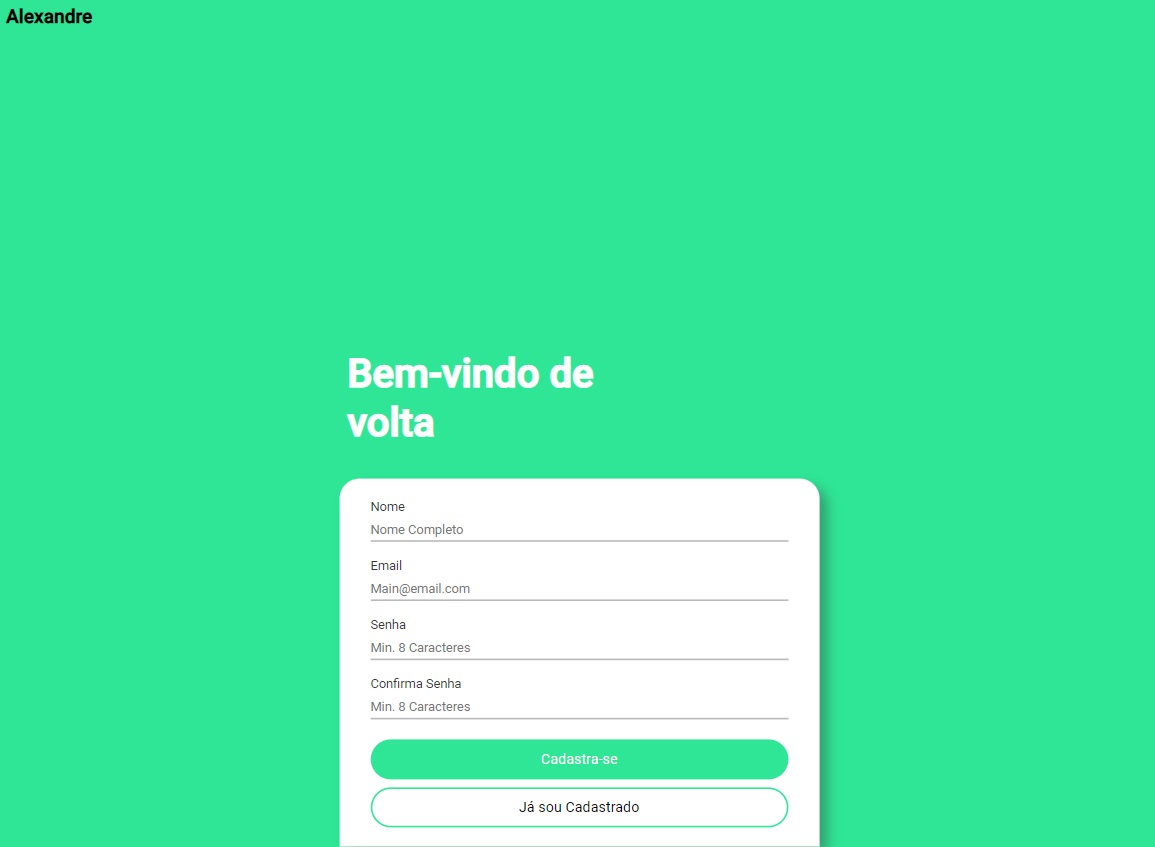 Alexandre
Bem-vindo de
volta
Nome
Nome Completo
Email
Main@email.com
Senha
Min. 8 Caracteres
Confirma Senha
Min. 8 Caracteres
Cadastra-se
Já sou Cadastrado